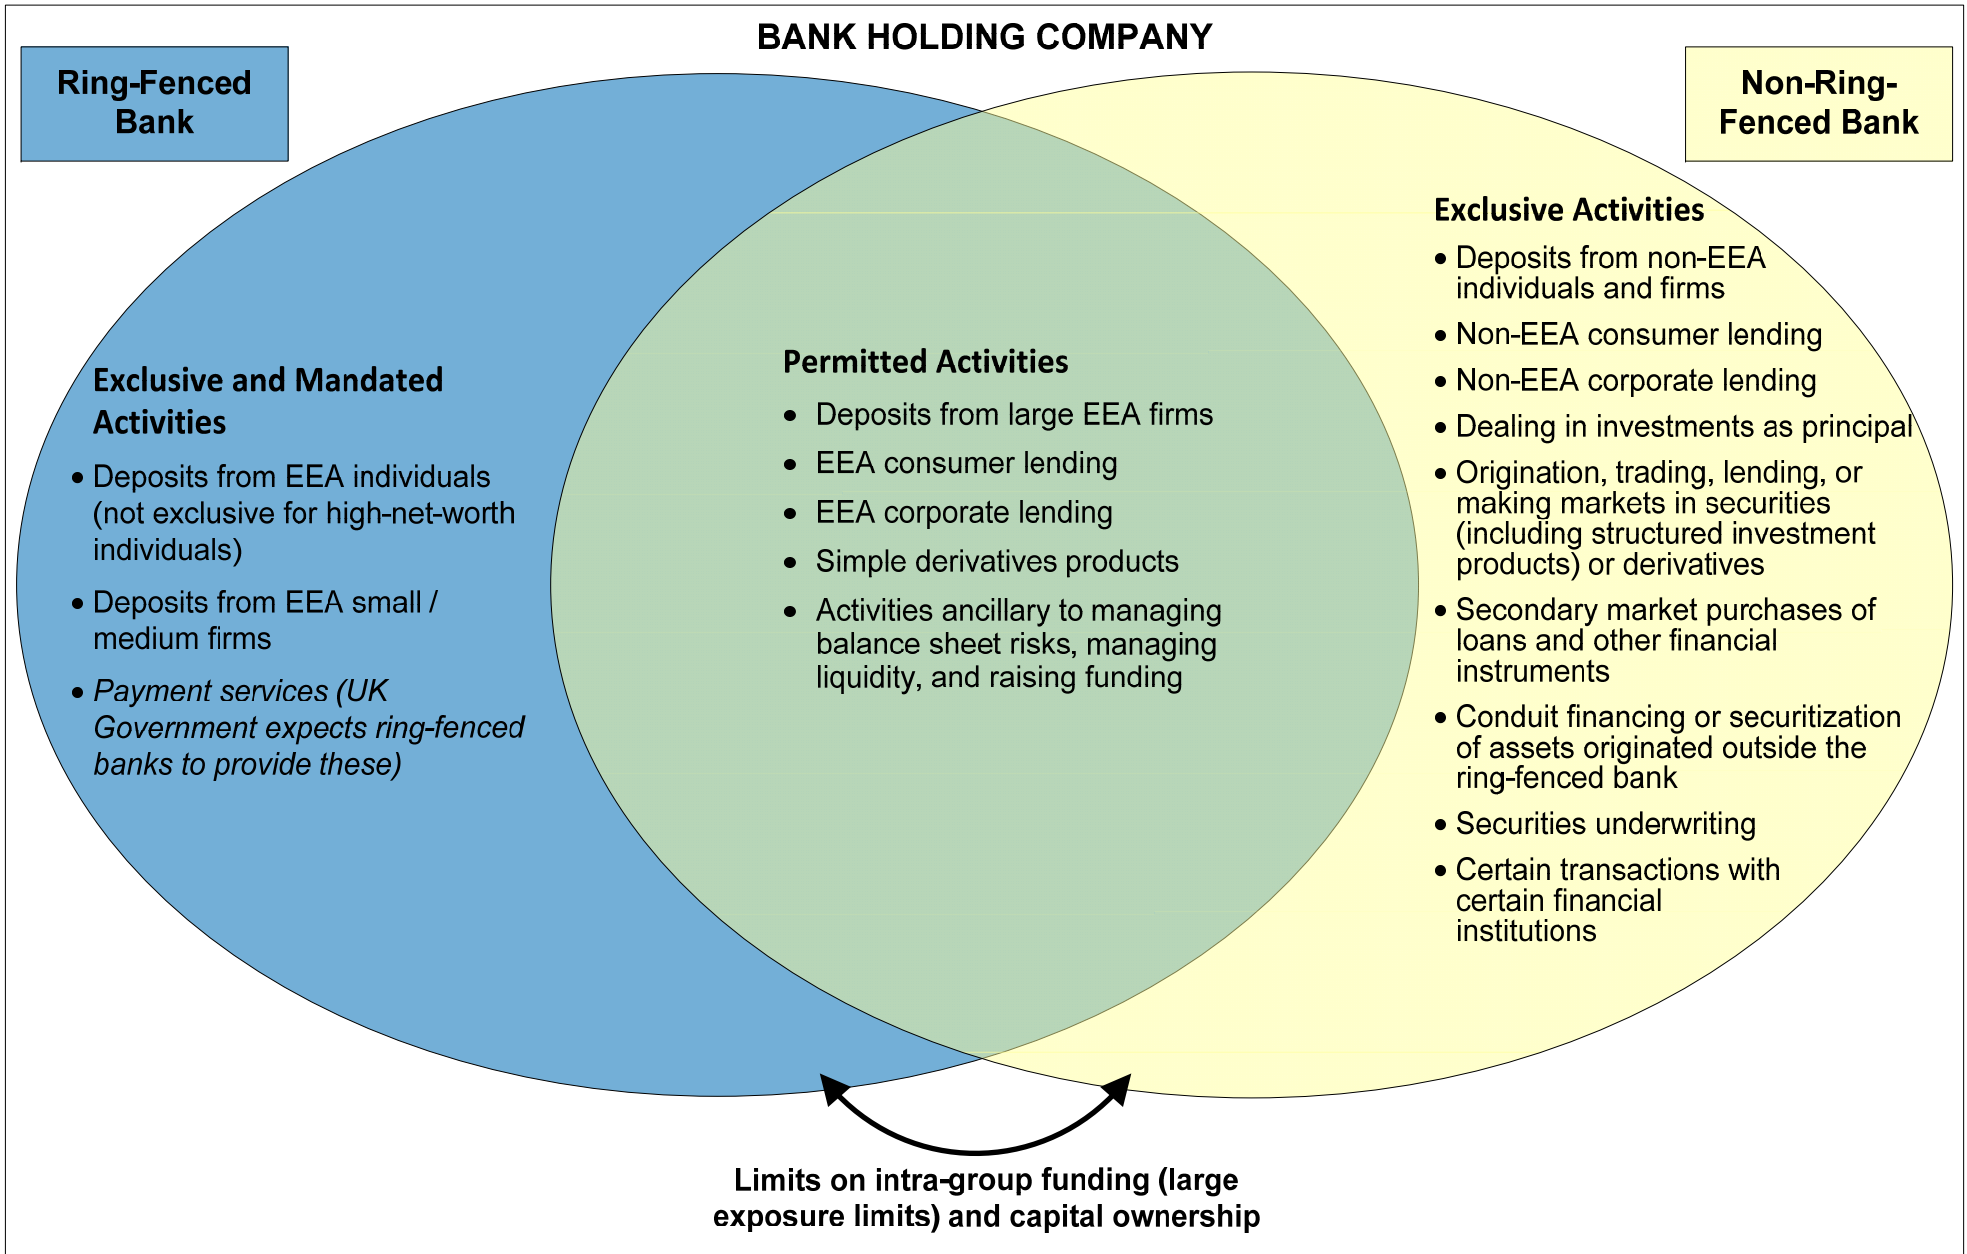 BANK HOLDING COMPANY
Ring-Fenced
Bank
Non-Ring-
Fenced Bank
Exclusive and Mandated
Activities
• Deposits from EEA individuals
(not exclusive for high-net-worth
individuals)
• Deposits from EEA small /
medium firms
• Payment services (UK
Government expects ring-fenced
banks to provide these)
Permitted Activities
• Deposits from large EEA firms
• EEA consumer lending
• EEA corporate lending
• Simple derivatives products
• Activities ancillary to managing
balance sheet risks, managing
liquidity, and raising funding
Exclusive Activities
• Deposits from non-EEA
individuals and firms
• Non-EEA consumer lending
• Non-EEA corporate lending
• Dealing in investments as principal
• Origination, trading, lending, or
making markets in securities
(including structured investment
products) or derivatives
• Secondary market purchases of
loans and other financial
instruments
• Conduit financing or securitization
of assets originated outside the
ring-fenced bank
• Securities underwriting
• Certain transactions with
certain financial
institutions
Limits on intra-group funding (large
exposure limits) and capital ownership